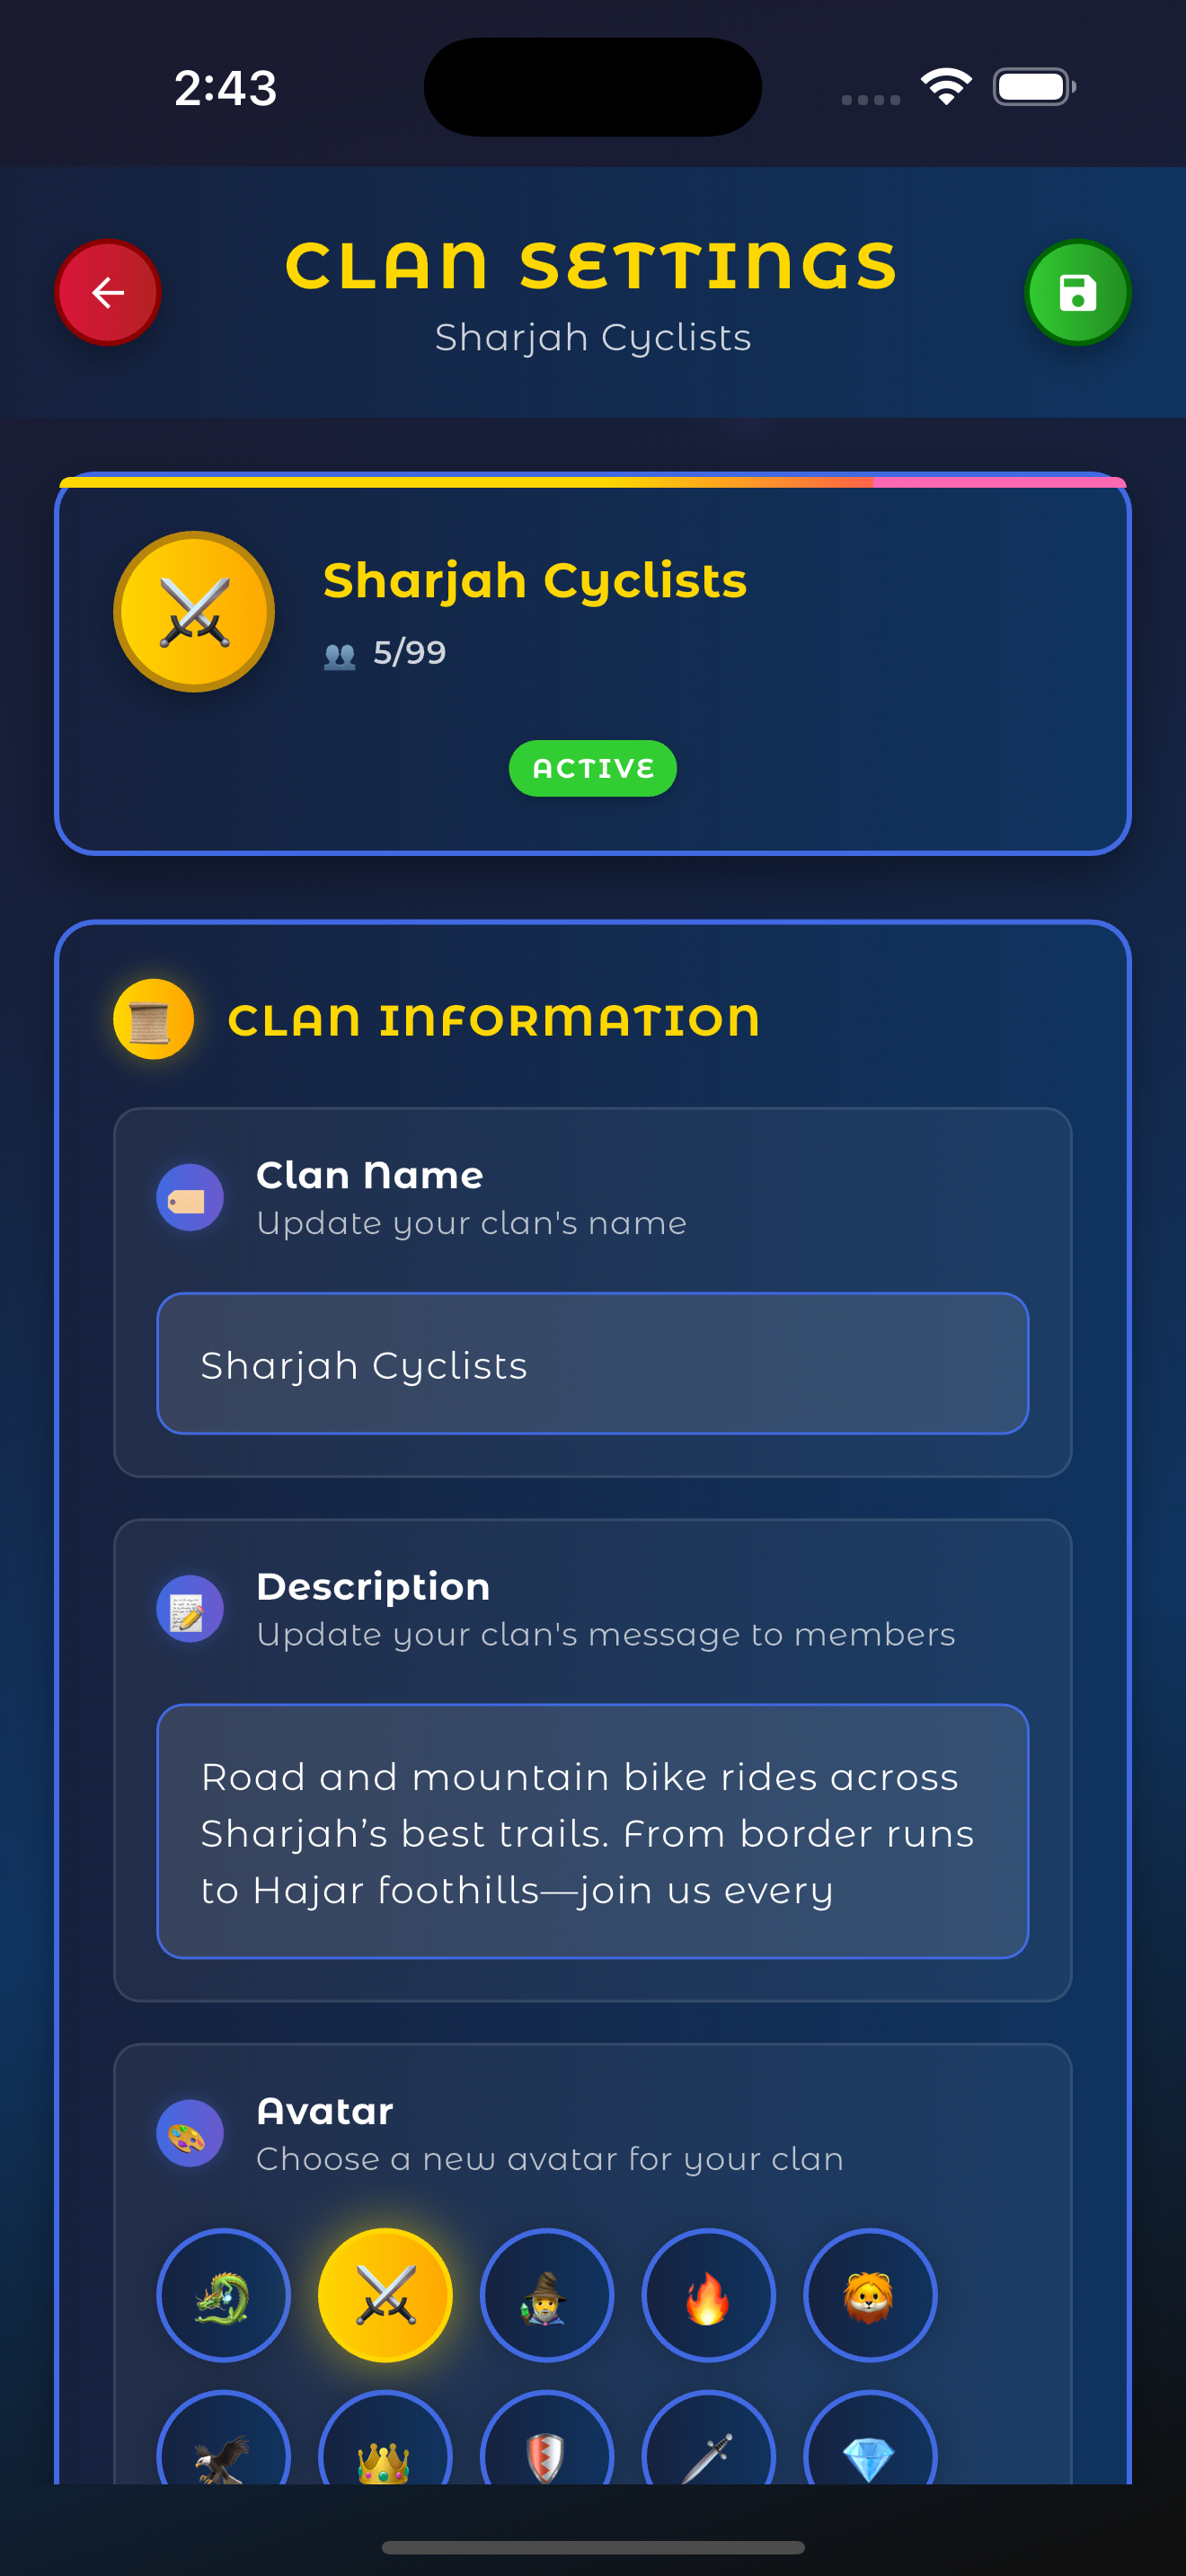 2:43
CLAN SETTINGS
Sharjah Cyclists
Sharjah Cyclists
5/99
ACTIVE
CLAN INFORMATION
Clan Name
Update your clan's name
Sharjah Cyclists
Description
Update your clan's message to members
Road and mountain bike rides across
Sharjah’s best trails. From border runs
to Hajar foothills—join us every
Avatar
Choose a new avatar for your clan